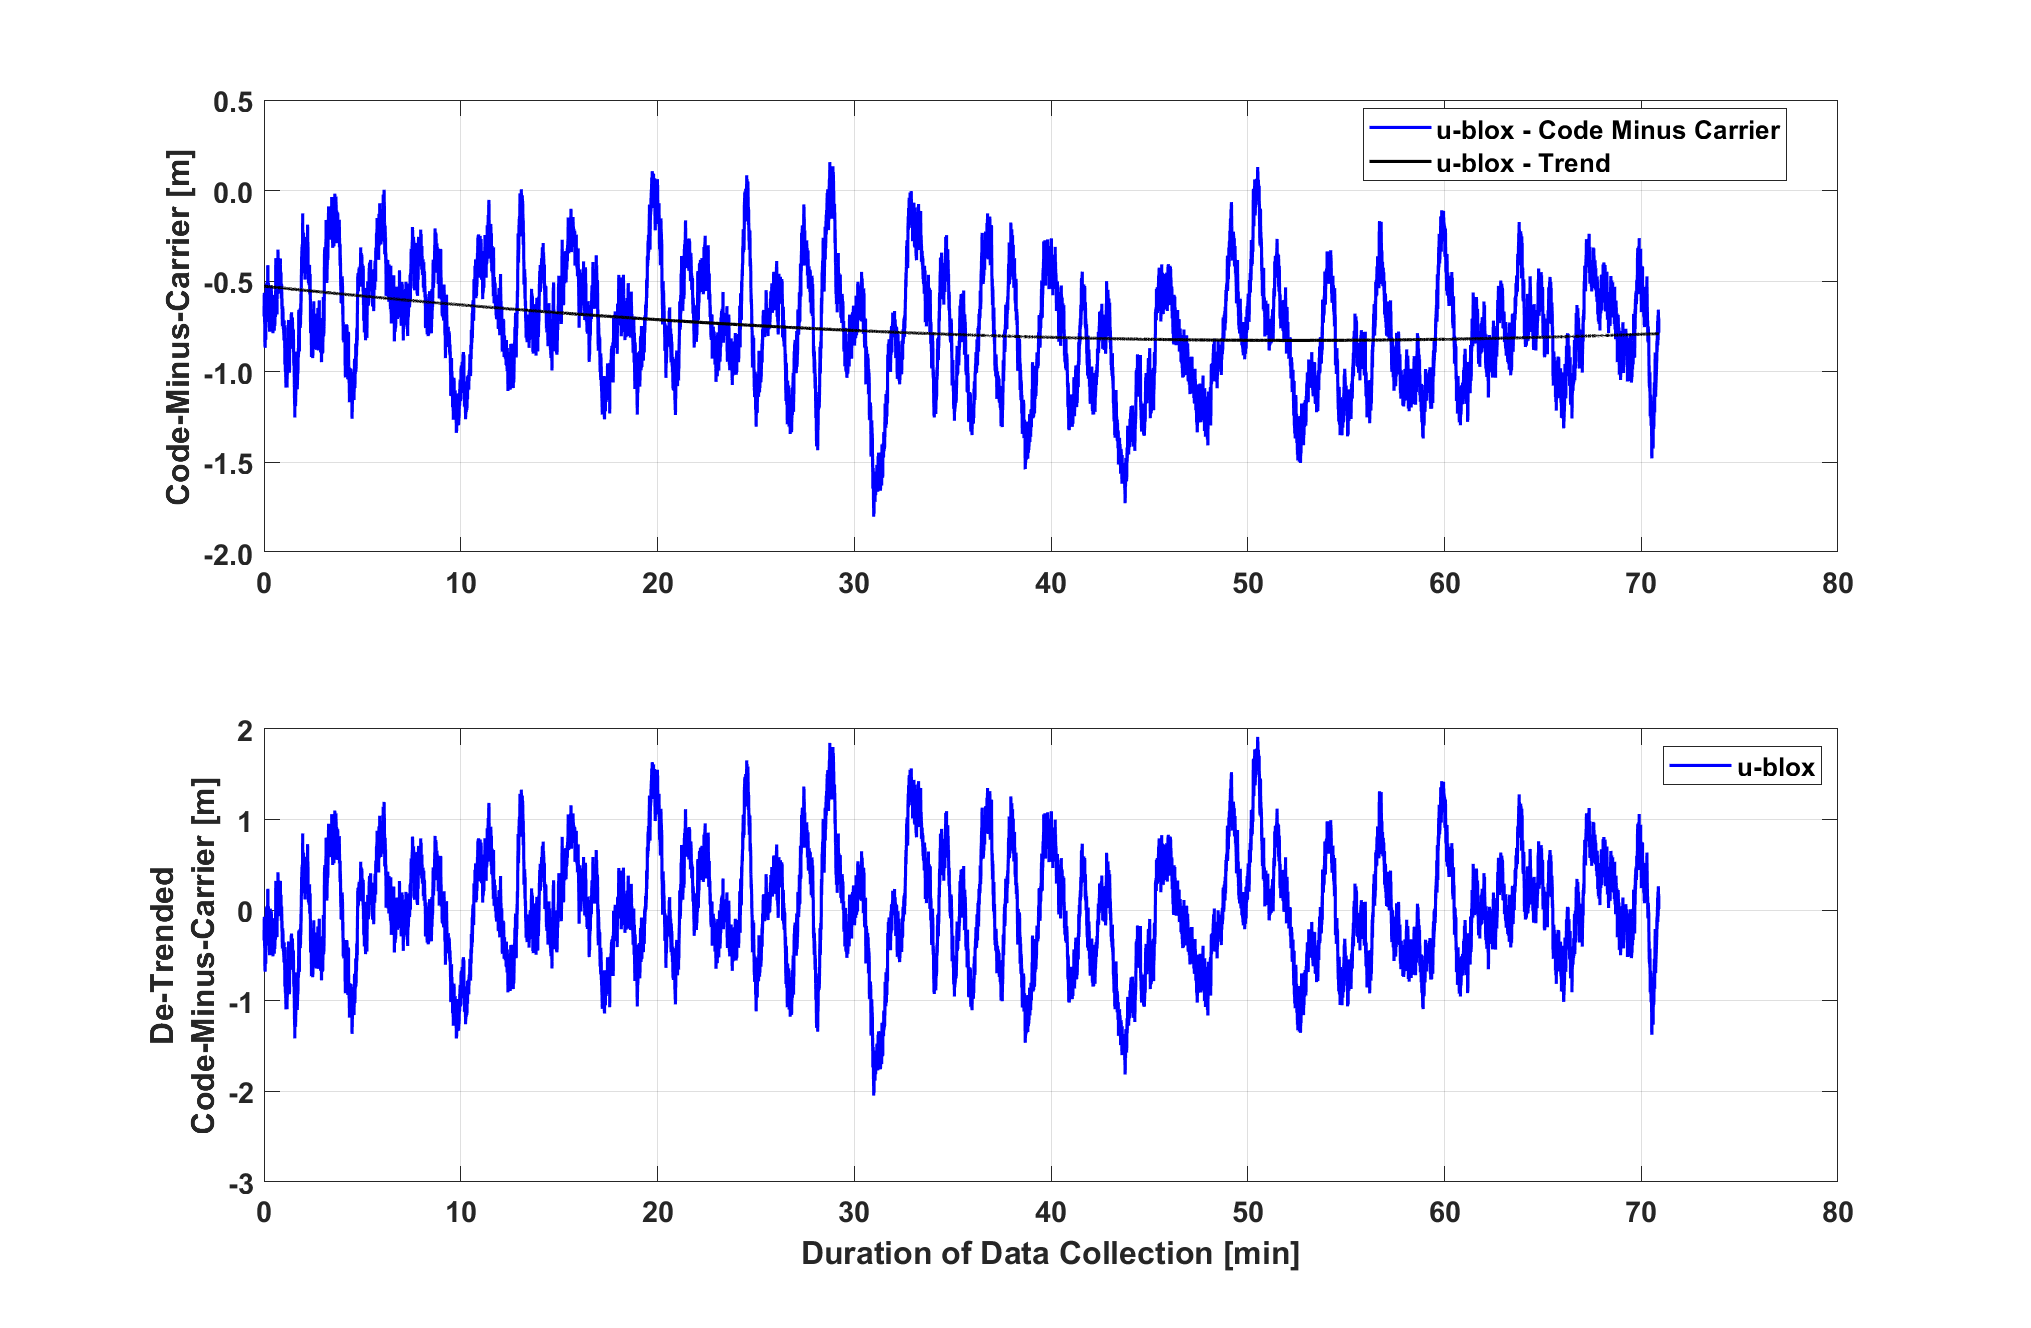 0.5
0.0
-0.5
-1.0
-1.5
-2.0
Code-Minus-Carrier [m]
u-blox - Code Minus Carrier
u-blox - Trend
0 10 20 30 40 50 60 70 80
2
1
0
-1
-2
-3
De-Trended
Code-Minus-Carrier [m]
u-blox
0 10 20 30 40 50 60 70 80
Duration of Data Collection [min]